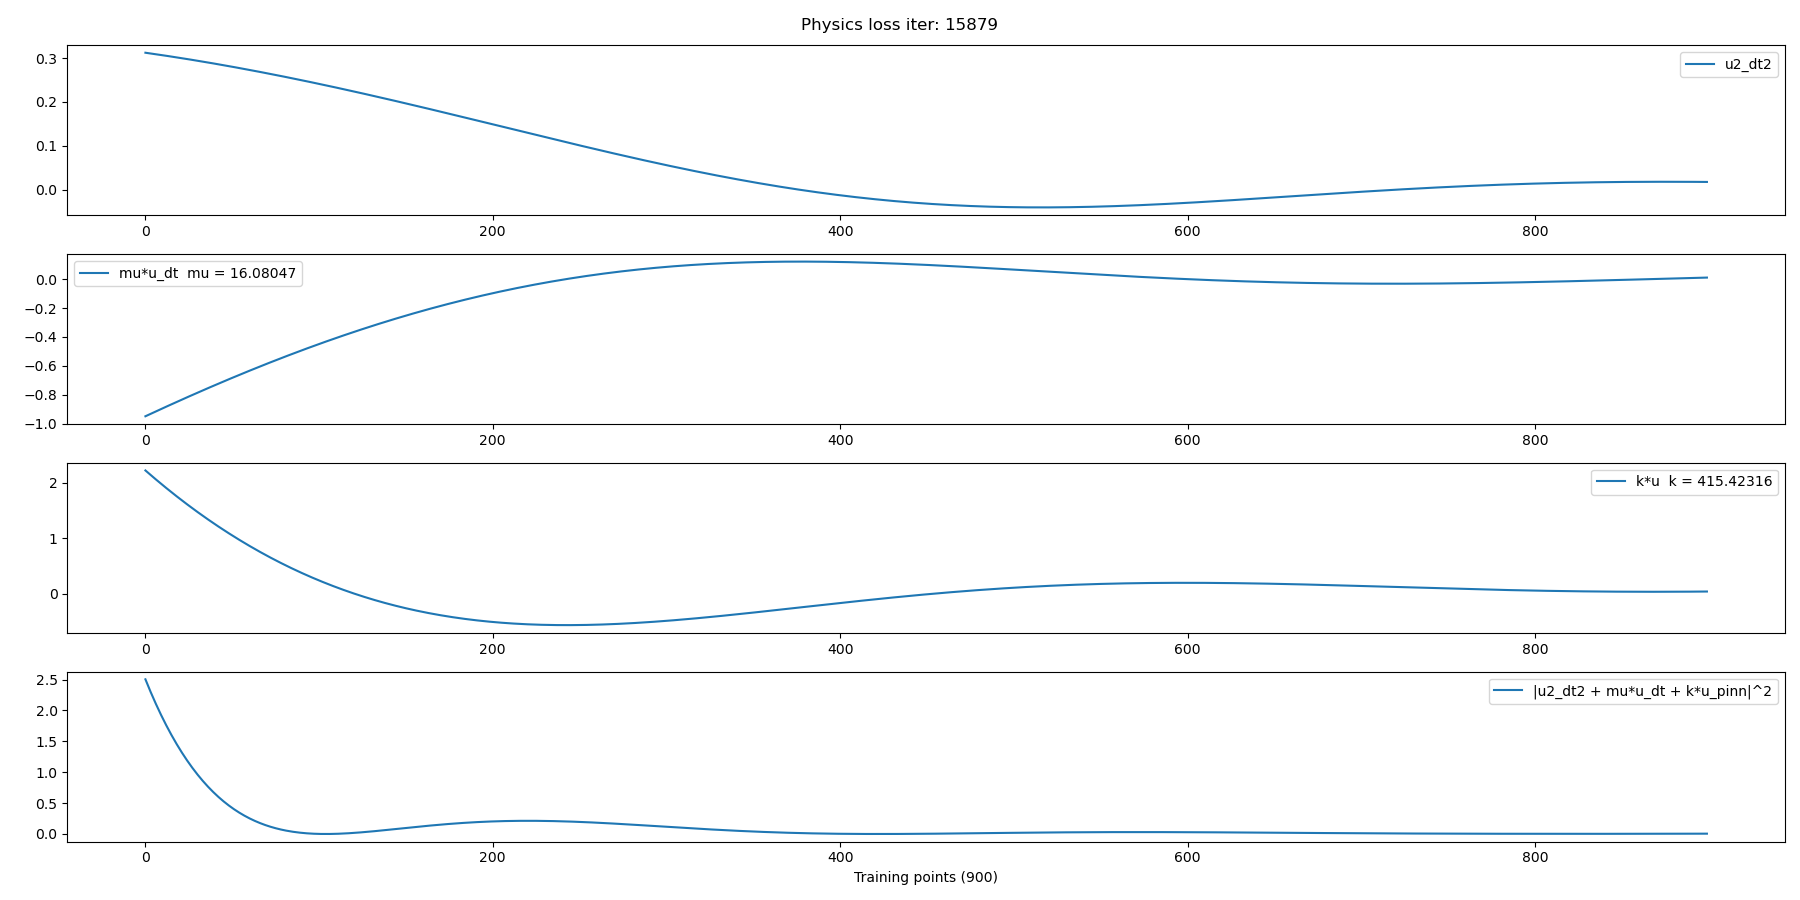 Physics loss iter: 15879
0.3
0.2
0.1
0.0
u2_dt2
0 200 400 600 800
0.0
−0.2
−0.4
−0.6
−0.8
−1.0
mu*u_dt  mu = 16.08047
0 200 400 600 800
2
1
0
k*u  k = 415.42316
0 200 400 600 800
2.5
2.0
1.5
1.0
0.5
0.0
|u2_dt2 + mu*u_dt + k*u_pinn|^2
0 200 400 600 800
Training points (900)